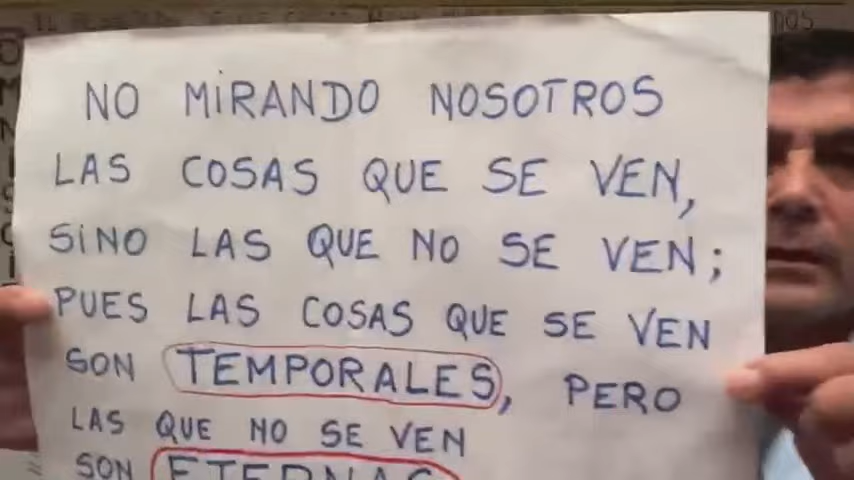 NO MIRANDO NOSOTROS
LAS COSAS QUE SE VEN,
SINO LAS QUE NO SE VEN;
PUES LAS COSAS QUE SE VEN
SON TEMPORALES, PERO
LAS QUE NO SE VEN
SON ETERNAS